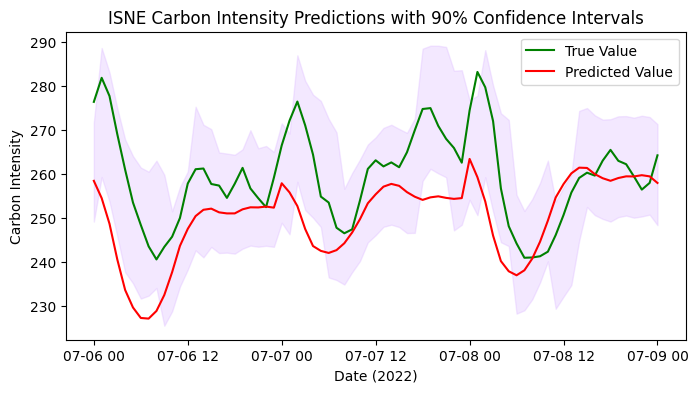 ISNE Carbon Intensity Predictions with 90% Confidence Intervals
True Value
Predicted Value
Carbon Intensity
290
280
270
260
250
240
230
07-06 00
07-06 12
07-07 00
07-07 12
07-08 00
07-08 12
07-09 00
Date (2022)